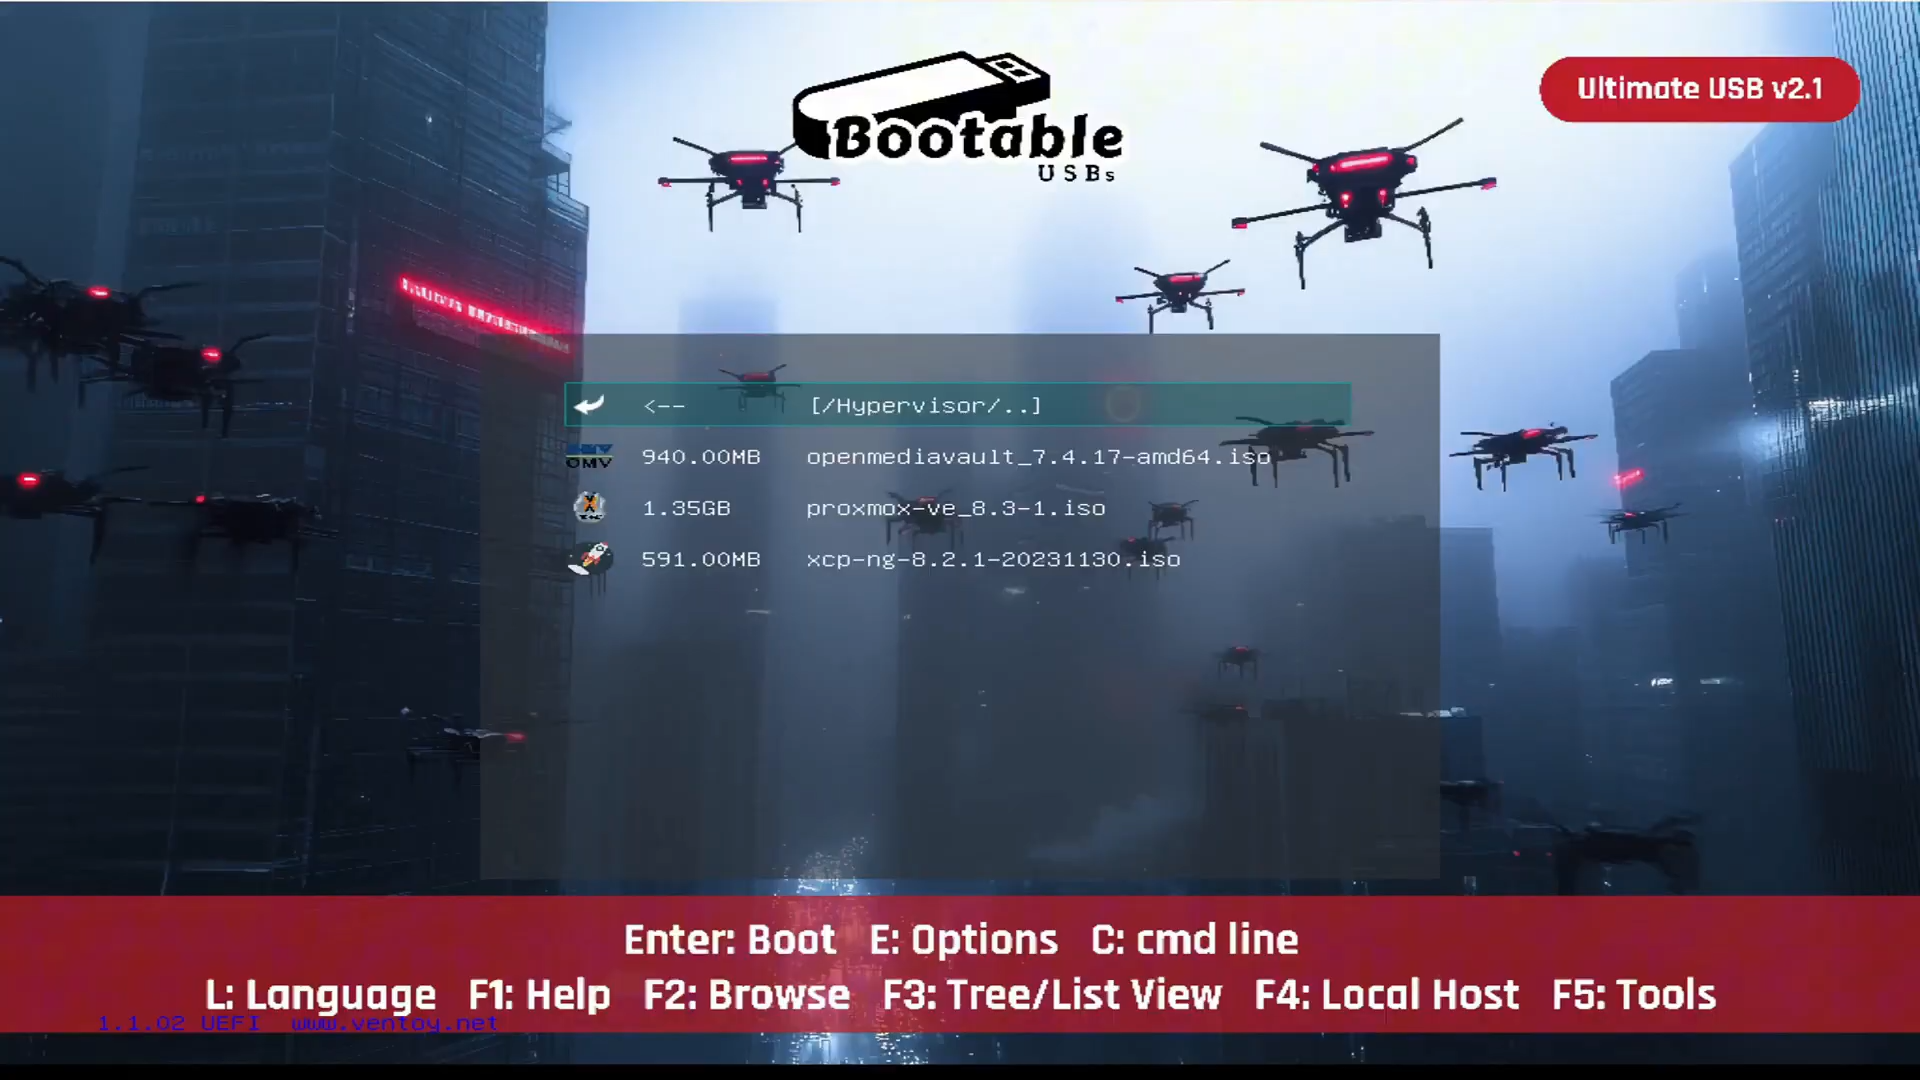 Ultimate USB v2.1
Bootable
USBs
<-- [/Hypervisor/..]
OMV 940.00MB openmediavault_7.4.17-amd64.iso
1.35GB proxmox-ve_8.3-1.iso
591.00MB xcp-ng-8.2.1-20231130.iso
Enter: Boot E: Options C: cmd line
L: Language F1: Help F2: Browse F3: Tree/List View F4: Local Host F5: Tools
1.1.02 UEFI www.ventoy.net